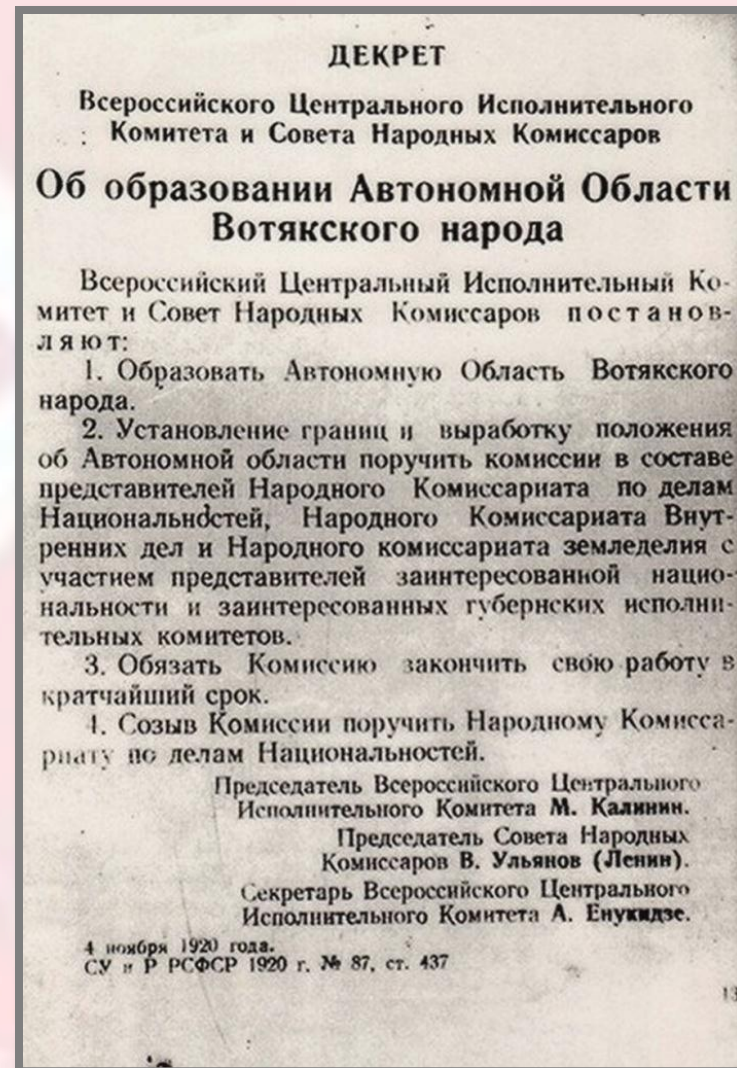 ДЕКРЕТ
Всероссийского Центрального Исполнительного
Комитета и Совета Народных Комиссаров
Об образовании Автономной Области
Вотякского народа
Всероссийский Центральный Исполнительный Ко-
митет и Совет Народных Комиссаров постанов-
ляют:
1. Образовать Автономную Область Вотякского
народа.
2. Установление границ и выработку положения
об Автономной области поручить комиссии в составе
представителей Народного Комиссариата по делам
Национальностей, Народного Комиссариата Внут-
ренних дел и Народного комиссариата земледелия с
участием представителей заинтересованной нацио-
нальности и заинтересованных губернских исполни-
тельных комитетов.
3. Обязать Комиссию закончить свою работу в
кратчайший срок.
4. Созыв Комиссии поручить Народному Комисса-
риату по делам Национальностей.
Председатель Всероссийского Центрального
Исполнительного Комитета М. Калинин.
Председатель Совета Народных
Комиссаров В. Ульянов (Ленин).
Секретарь Всероссийского Центрального
Исполнительного Комитета А. Енукидзе.
4 ноября 1920 года.
СУ и Р РСФСР 1920 г. № 87, ст. 437
13